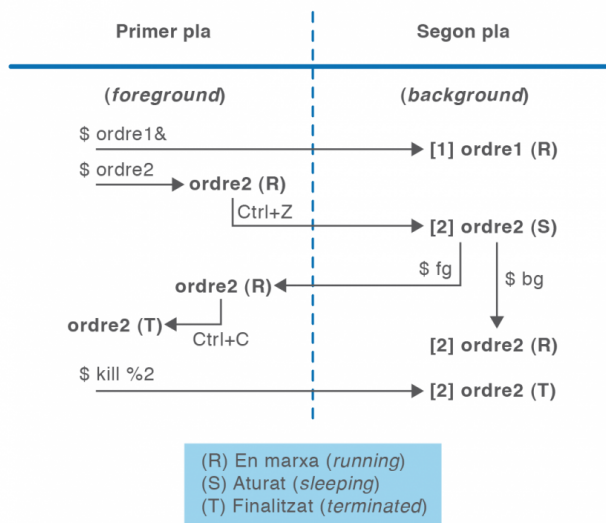 Primer pla
Segon pla
(foreground)
(background)
$ ordre1&
[1] ordre1 (R)
$ ordre2
ordre2 (R)
Ctrl+Z
[2] ordre2 (S)
$ fg
$ bg
ordre2 (R)
ordre2 (T)
Ctrl+C
[2] ordre2 (R)
$ kill %2
[2] ordre2 (T)
(R) En marxa (running)
(S) Aturat (sleeping)
(T) Finalitzat (terminated)